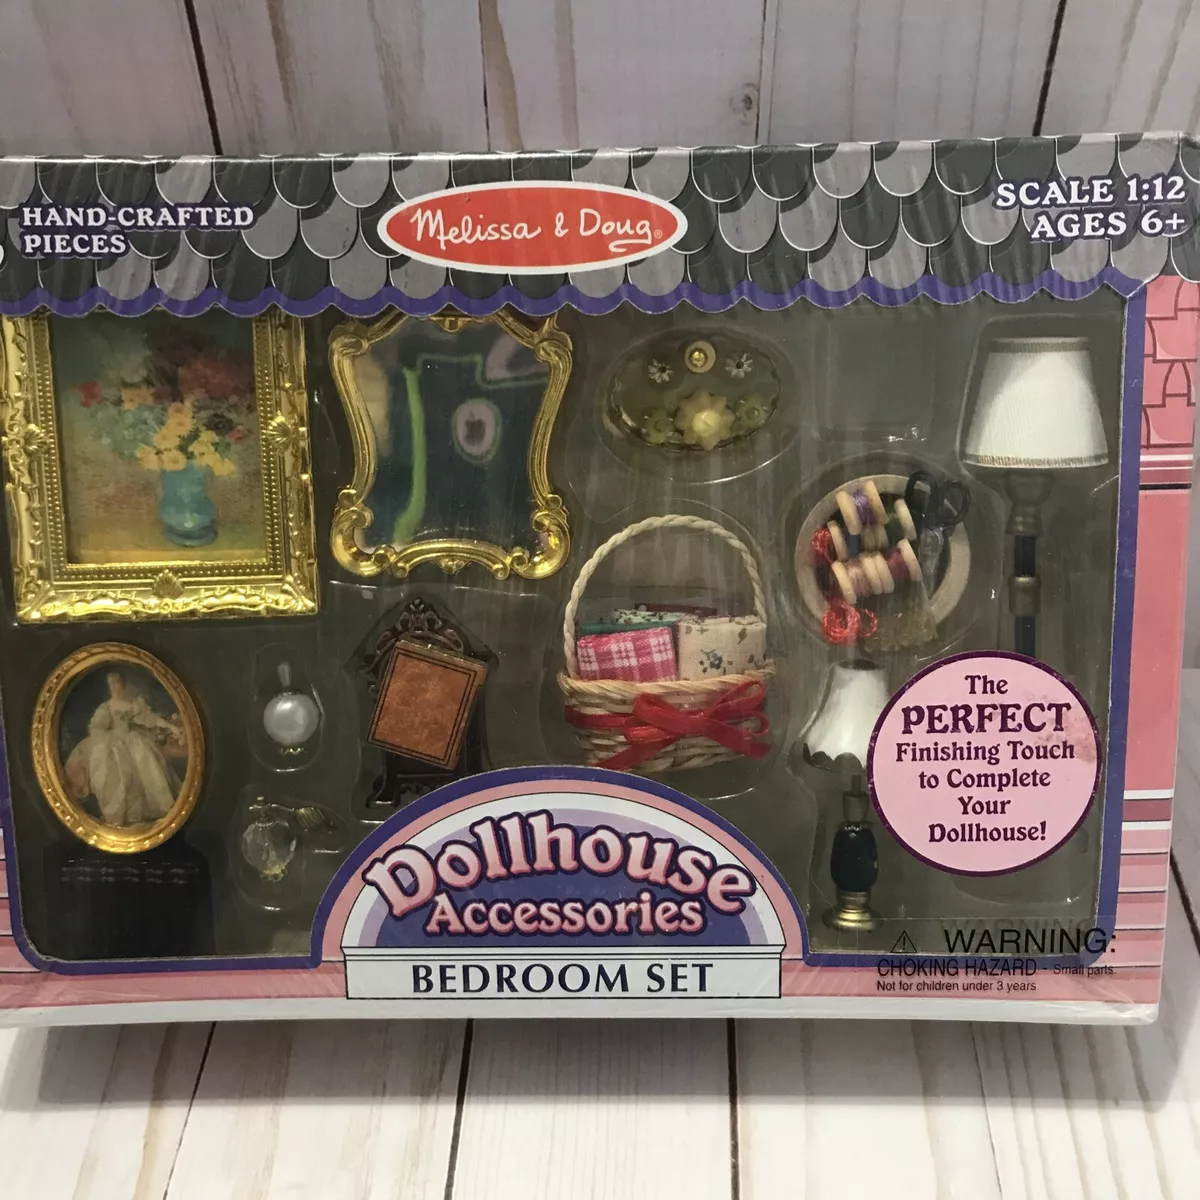 HAND-CRAFTED
PIECES
Melissa & Doug®
SCALE 1:12
AGES 6+
The
PERFECT
Finishing Touch
to Complete
Your
Dollhouse!
Dollhouse
Accessories
BEDROOM SET
WARNING:
CHOKING HAZARD - Small parts.
Not for children under 3 years